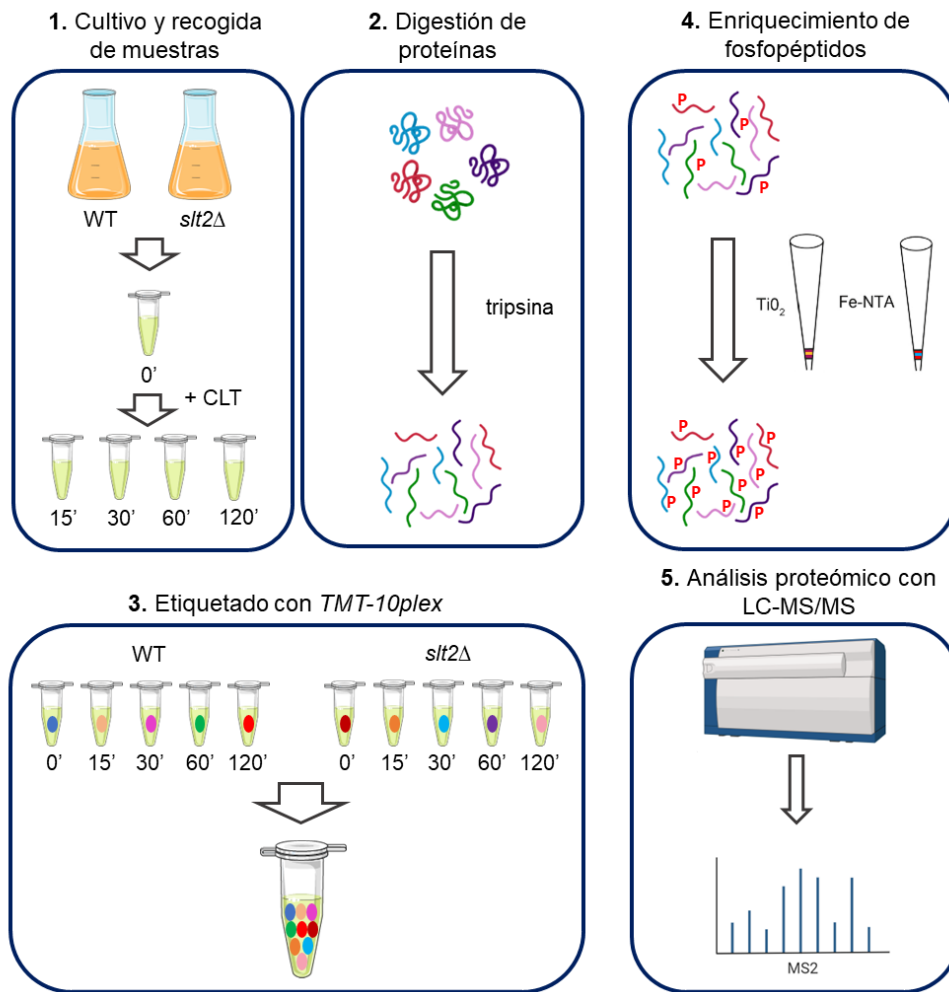 1. Cultivo y recogida
de muestras
WT
slt2Δ
0'
+ CLT
15'
30'
60'
120'
2. Digestión de
proteínas
tripsina
3. Etiquetado con TMT-10plex
WT
slt2Δ
0'
15'
30'
60'
120'
0'
15'
30'
60'
120'
4. Enriquecimiento de
fosfopéptidos
P
P
P
P
Ti0₂
Fe-NTA
P
P
P
P
P
P
P
P
P
P
P
P
5. Análisis proteómico con
LC-MS/MS
MS2